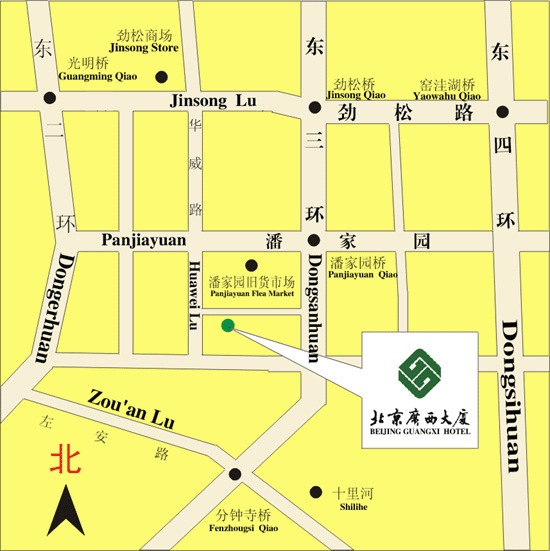 劲松商场
Jinsong Store
光明桥
Guangming Qiao
劲松桥
Jinsong Qiao
窑洼湖桥
Yaowahu Qiao
Jinsong Lu
劲松路
东二环
Dongerhuan
华威路
Huawei Lu
东三环
Dongsanhuan
东四环
Dongsihuan
Panjiayuan
潘家园
潘家园桥
Panjiayuan Qiao
潘家园旧货市场
Panjiayuan Flea Market
北京廣西大厦
BEIJING GUANGXI HOTEL
Zou'an Lu
左安路
北
分钟寺桥
Fenzhougsi Qiao
十里河
Shilihe